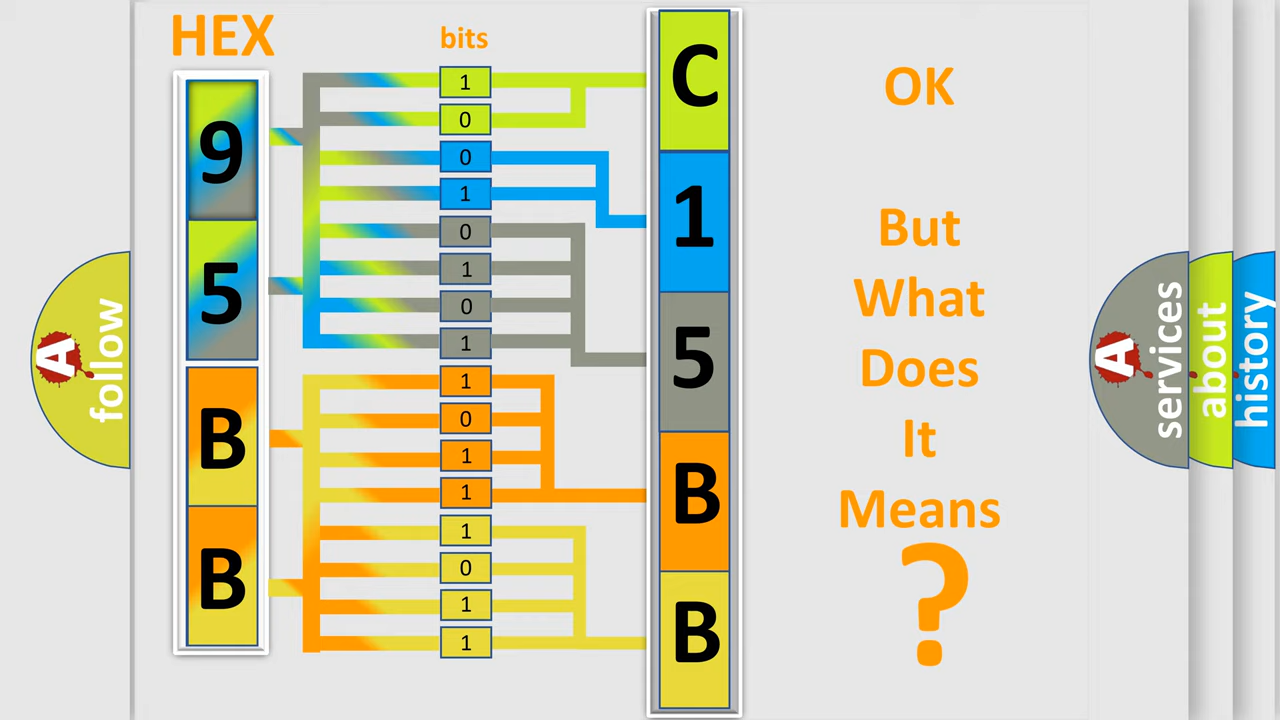 HEX
bits
9
5
B
B
1
0
0
1
0
1
0
1
1
0
1
1
1
0
1
1
C
1
5
B
B
OK
But
What
Does
It
Means
?
A
follow
A
services
about
history